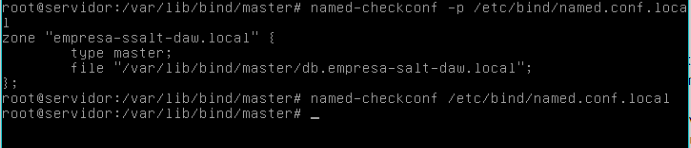 root@servidor:/var/lib/bind/master# named-checkconf -p /etc/bind/named.conf.loca
l
zone "empresa-ssalt-daw.local" {
        type master;
        file "/var/lib/bind/master/db.empresa-salt-daw.local";
};
root@servidor:/var/lib/bind/master# named-checkconf /etc/bind/named.conf.local
root@servidor:/var/lib/bind/master# _